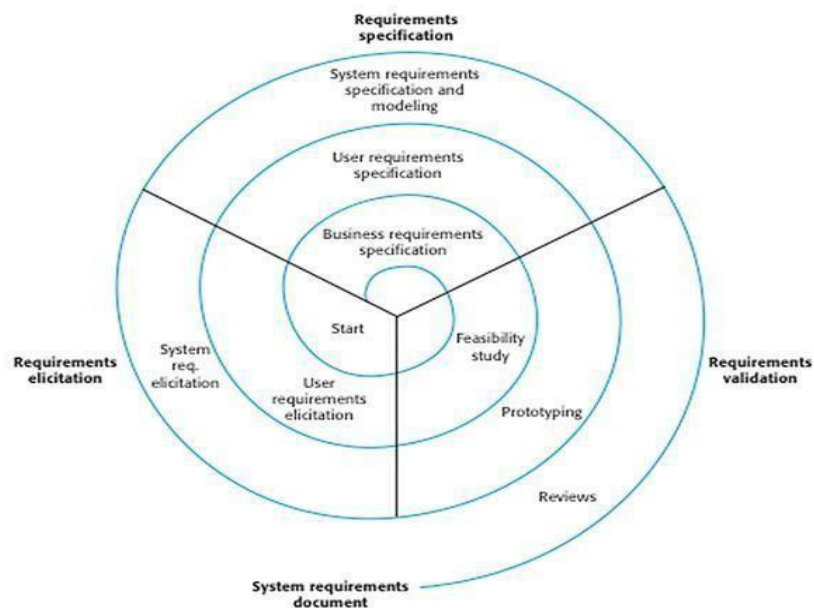 Requirements
specification
System requirements
specification and
modeling
User requirements
specification
Business requirements
specification
Start
Feasibility
study
Requirements
elicitation
System
req.
elicitation
User
requirements
elicitation
Requirements
validation
Prototyping
Reviews
System requirements
document